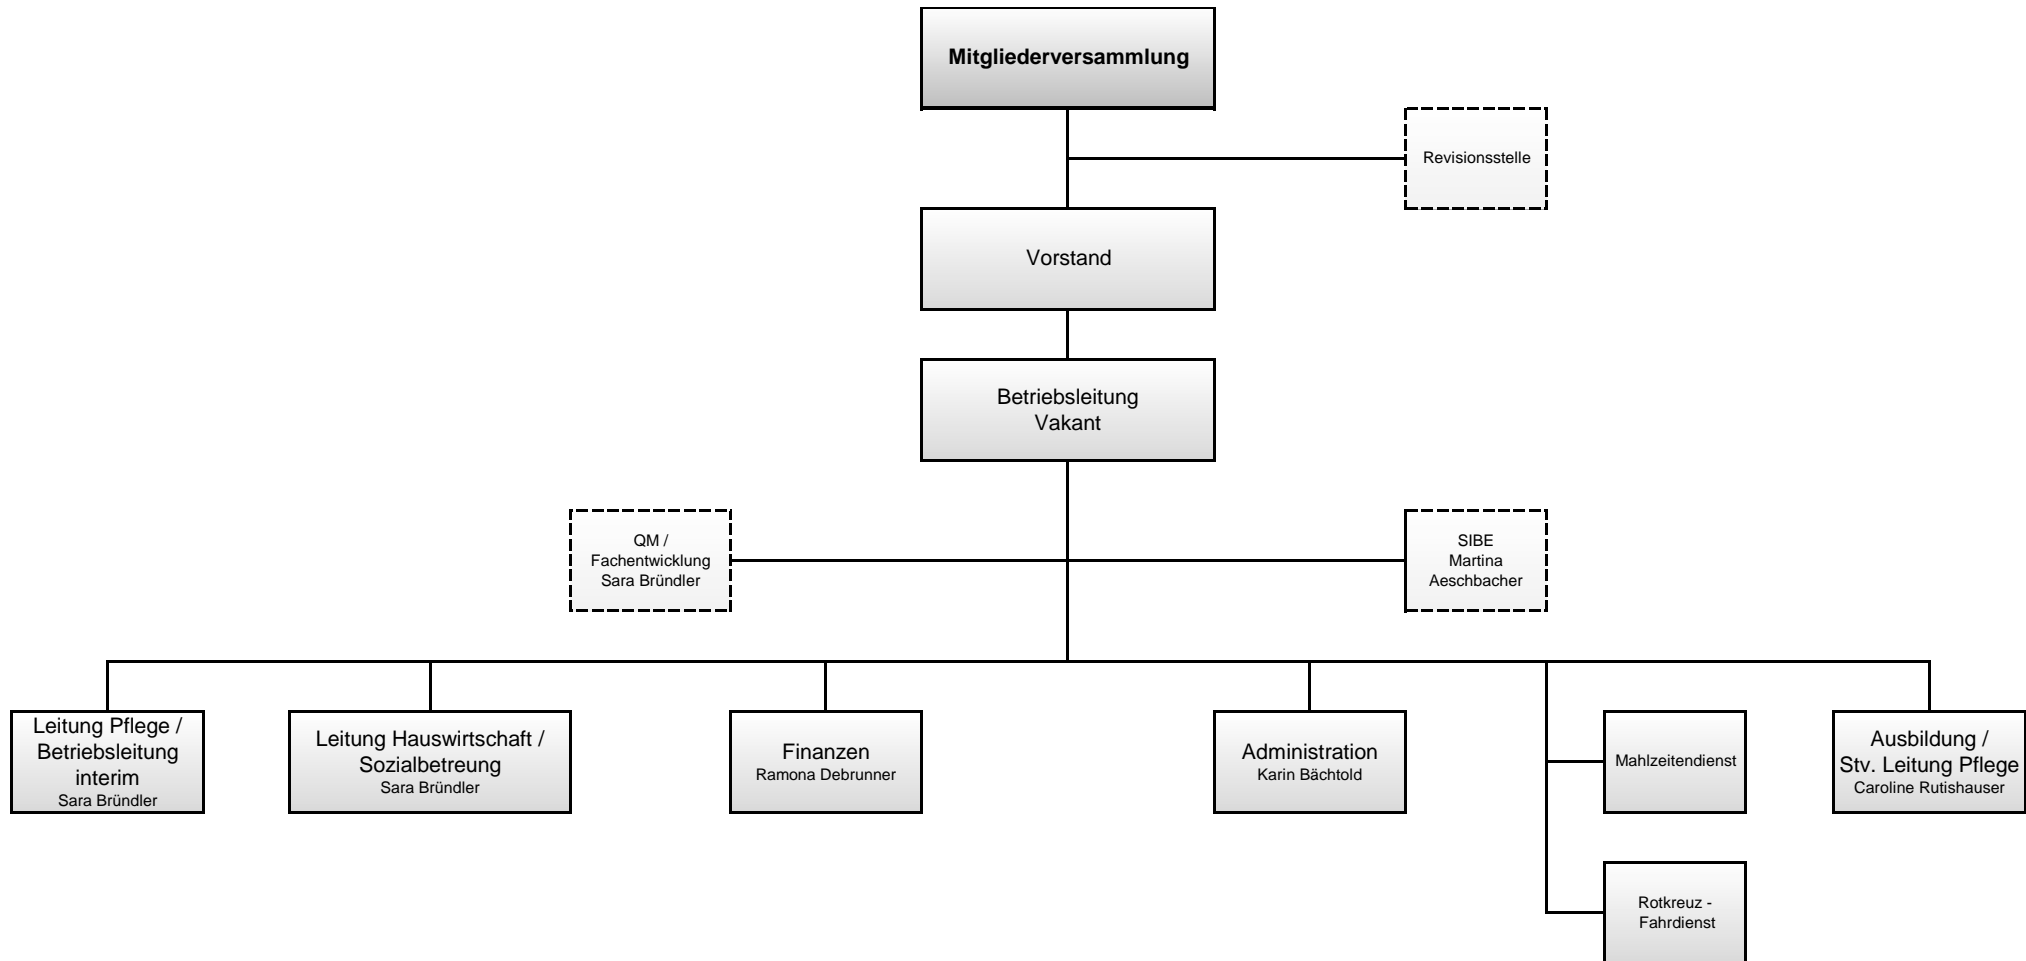 Mitgliederversammlung
Revisionsstelle
Vorstand
Betriebsleitung
Vakant
QM /
Fachentwicklung
Sara Bründler
SIBE
Martina
Aeschbacher
Leitung Pflege /
Betriebsleitung
interim
Sara Bründler
Leitung Hauswirtschaft /
Sozialbetreung
Sara Bründler
Finanzen
Ramona Debrunner
Administration
Karin Bächtold
Mahlzeitendienst
Ausbildung /
Stv. Leitung Pflege
Caroline Rutishauser
Rotkreuz -
Fahrdienst